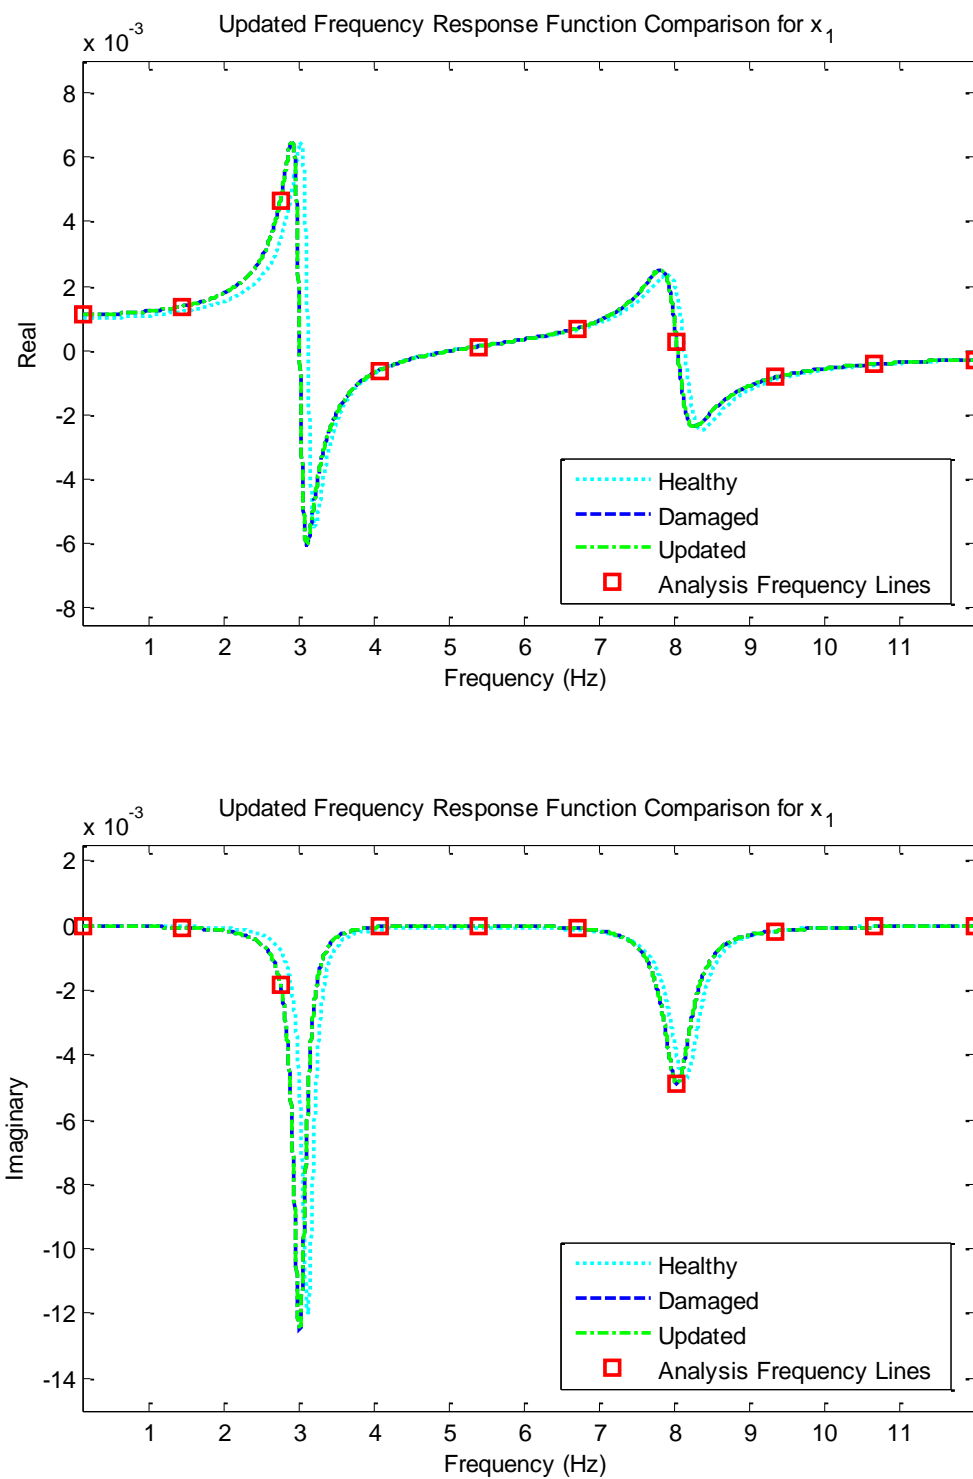 Updated Frequency Response Function Comparison for x_1
x 10^-3
8
6
4
2
0
-2
-4
-6
-8
Real
Healthy
Damaged
Updated
Analysis Frequency Lines
1 2 3 4 5 6 7 8 9 10 11
Frequency (Hz)
Updated Frequency Response Function Comparison for x_1
x 10^-3
2
0
-2
-4
-6
-8
-10
-12
-14
Imaginary
Healthy
Damaged
Updated
Analysis Frequency Lines
1 2 3 4 5 6 7 8 9 10 11
Frequency (Hz)